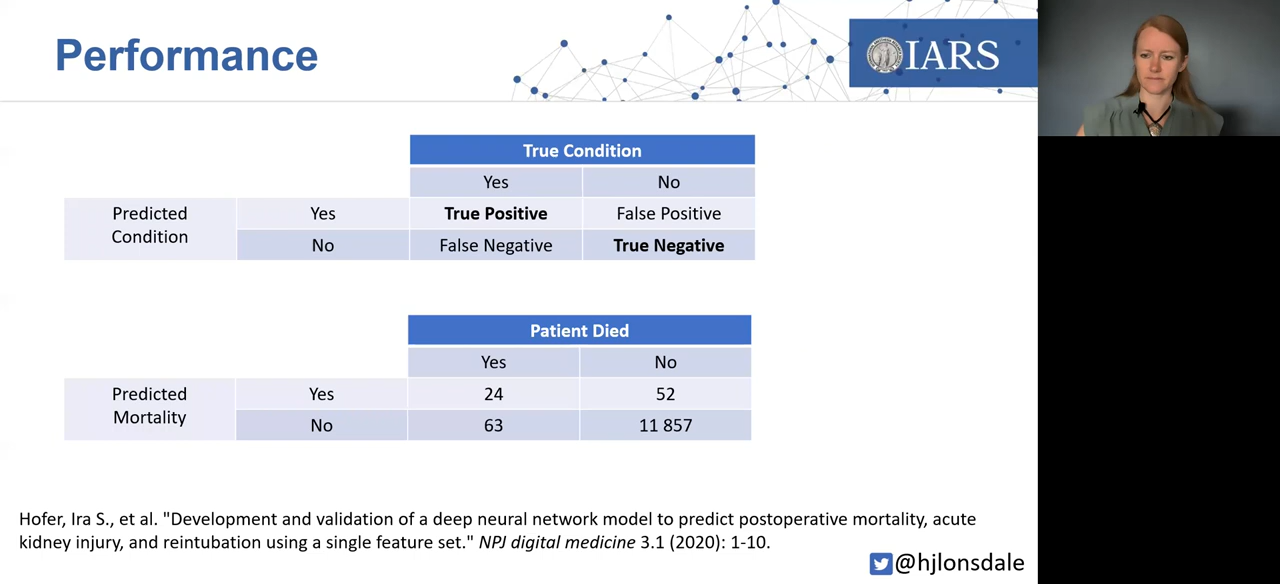 Performance
IARS
True Condition
Yes No
Predicted Condition Yes True Positive False Positive
No False Negative True Negative
Patient Died
Yes No
Predicted Mortality Yes 24 52
No 63 11 857
Hofer, Ira S., et al. "Development and validation of a deep neural network model to predict postoperative mortality, acute
kidney injury, and reintubation using a single feature set." NPJ digital medicine 3.1 (2020): 1-10.
@hjlonsdale